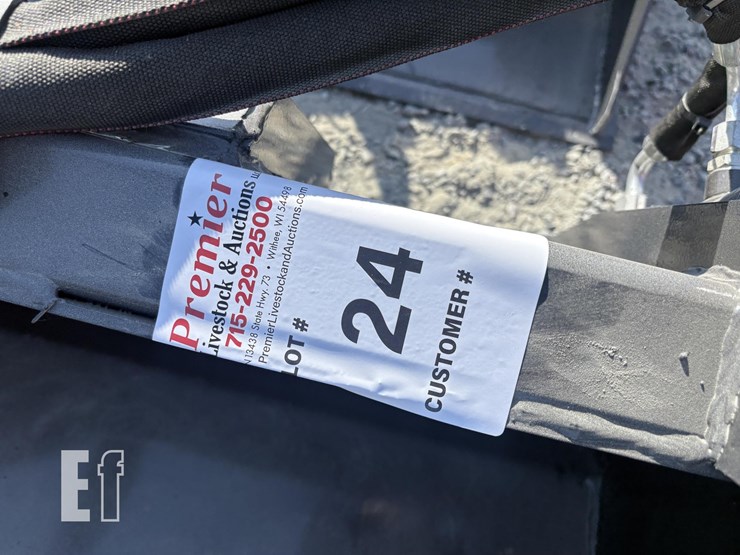 Premier
Livestock & Auctions LLC
715-229-2500
N13438 State Hwy. 73 • Withee, WI 54498
PremierLivestockandAuctions.com
LOT #
24
CUSTOMER #
Ef